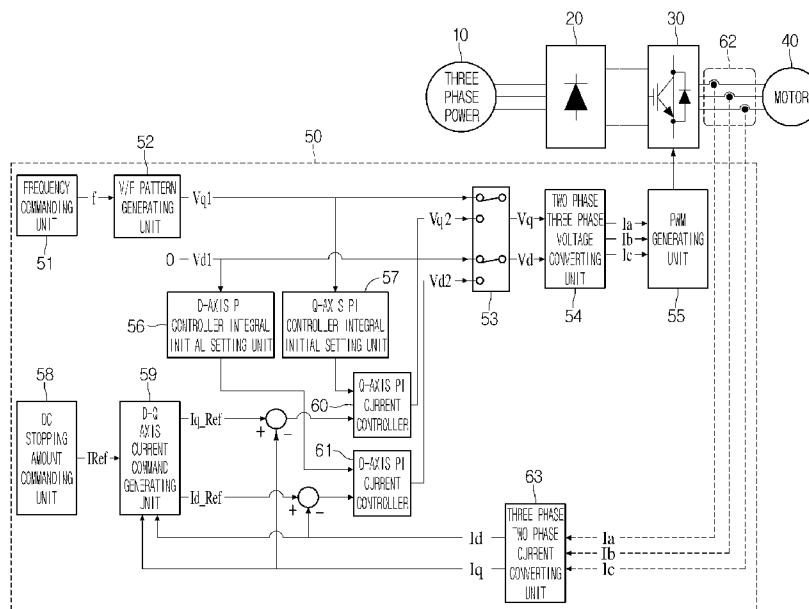 10
20
30
62
40
THREE
PHASE
POWER
MOTOR
50
52
FREQUENCY
COMMANDING
UNIT
51
f
V/F PATTERN
GENERATING
UNIT
Vq1
Vq2
Vq
0
Vd1
Vd
Vd2
53
TWO PHASE
THREE PHASE
VOLTAGE
CONVERTING
UNIT
54
Ia
Ib
Ic
PWM
GENERATING
UNIT
55
56
D-AXIS P
CONTROLLER INTEGRAL
INIT AL SETTING UNIT
57
Q-AX S PI
CONTROLLER INTEGRAL
INITIAL SETTING UNIT
58
DC
STOPPING
AMOUNT
COMMANDING
UNIT
IRef
59
D-Q
AXIS
CURRENT
COMMAND
GENERATING
UNIT
Iq_Ref
+
−
60
Q-AXIS PI
CURRENT
CONTROLLER
Id_Ref
+
−
61
D-AXIS PI
CURRENT
CONTROLLER
63
THREE PHASE
TWO PHASE
CURRENT
CONVERTING
UNIT
Id
Iq
Ia
Ib
Ic